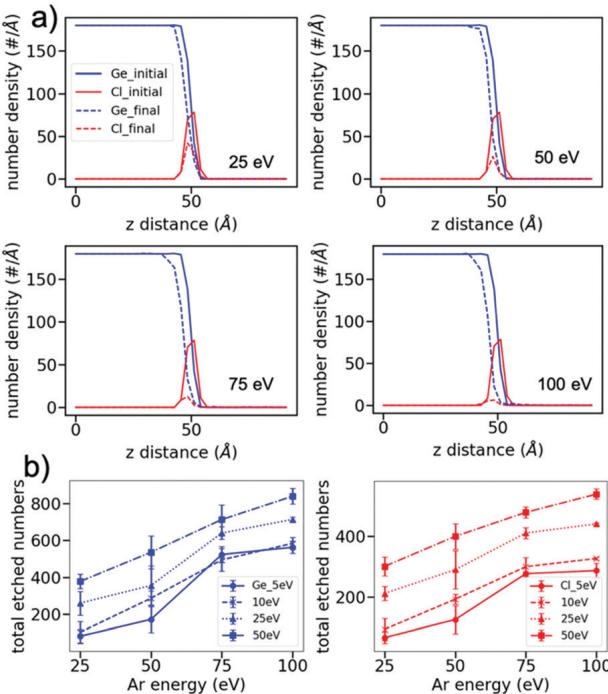 a)
number density (#/Å)
150
100
50
0
Ge_initial
Cl_initial
Ge_final
Cl_final
25 eV
0
50
z distance (Å)
number density (#/Å)
150
100
50
0
50 eV
0
50
z distance (Å)
number density (#/Å)
150
100
50
0
75 eV
0
50
z distance (Å)
number density (#/Å)
150
100
50
0
100 eV
0
50
z distance (Å)
b)
total etched numbers
800
600
400
200
Ge_5eV
10eV
25eV
50eV
25
50
75
100
Ar energy (eV)
total etched numbers
400
200
Cl_5eV
10eV
25eV
50eV
25
50
75
100
Ar energy (eV)